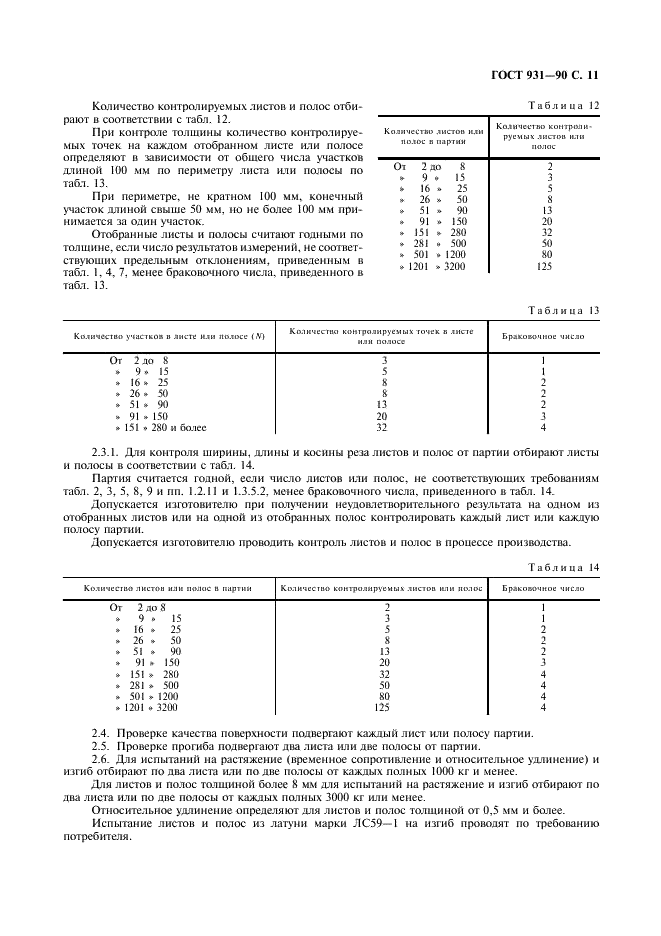 ГОСТ 931—90 С. 11
Количество контролируемых листов и полос отби-
рают в соответствии с табл. 12.
При контроле толщины количество контролируе-
мых точек на каждом отобранном листе или полосе
определяют в зависимости от общего числа участков
длиной 100 мм по периметру листа или полосы по
табл. 13.
При периметре, не кратном 100 мм, конечный
участок длиной свыше 50 мм, но не более 100 мм при-
нимается за один участок.
Отобранные листы и полосы считают годными по
толщине, если число результатов измерений, не соответ-
ствующих предельным отклонениям, приведенным в
табл. 1, 4, 7, менее браковочного числа, приведенного в
табл. 13.
Таблица 12
Количество листов или
полос в партии
Количество контроли-
руемых листов или
полос
От 2 до 8 2
» 9 » 15 3
» 16 » 25 5
» 26 » 50 8
» 51 » 90 13
» 91 » 150 20
» 151 » 280 32
» 281 » 500 50
» 501 » 1200 80
» 1201 » 3200 125
Таблица 13
Количество участков в листе или полосе (N)
Количество контролируемых точек в листе
или полосе
Браковочное число
От 2 до 8 3 1
» 9 » 15 5 1
» 16 » 25 8 2
» 26 » 50 8 2
» 51 » 90 13 2
» 91 » 150 20 3
» 151 » 280 и более 32 4
2.3.1. Для контроля ширины, длины и косины реза листов и полос от партии отбирают листы
и полосы в соответствии с табл. 14.
Партия считается годной, если число листов или полос, не соответствующих требованиям
табл. 2, 3, 5, 8, 9 и пп. 1.2.11 и 1.3.5.2, менее браковочного числа, приведенного в табл. 14.
Допускается изготовителю при получении неудовлетворительного результата на одном из
отобранных листов или на одной из отобранных полос контролировать каждый лист или каждую
полосу партии.
Допускается изготовителю проводить контроль листов и полос в процессе производства.
Таблица 14
Количество листов или полос в партии Количество контролируемых листов или полос Браковочное число
От 2 до 8 2 1
» 9 » 15 3 1
» 16 » 25 5 2
» 26 » 50 8 2
» 51 » 90 13 2
» 91 » 150 20 3
» 151 » 280 32 4
» 281 » 500 50 4
» 501 » 1200 80 4
» 1201 » 3200 125 4
2.4. Проверке качества поверхности подвергают каждый лист или полосу партии.
2.5. Проверке прогиба подвергают два листа или две полосы от партии.
2.6. Для испытаний на растяжение (временное сопротивление и относительное удлинение) и
изгиб отбирают по два листа или по две полосы от каждых полных 1000 кг и менее.
Для листов и полос толщиной более 8 мм для испытаний на растяжение и изгиб отбирают по
два листа или по две полосы от каждых полных 3000 кг или менее.
Относительное удлинение определяют для листов и полос толщиной от 0,5 мм и более.
Испытание листов и полос из латуни марки ЛС59—1 на изгиб проводят по требованию
потребителя.